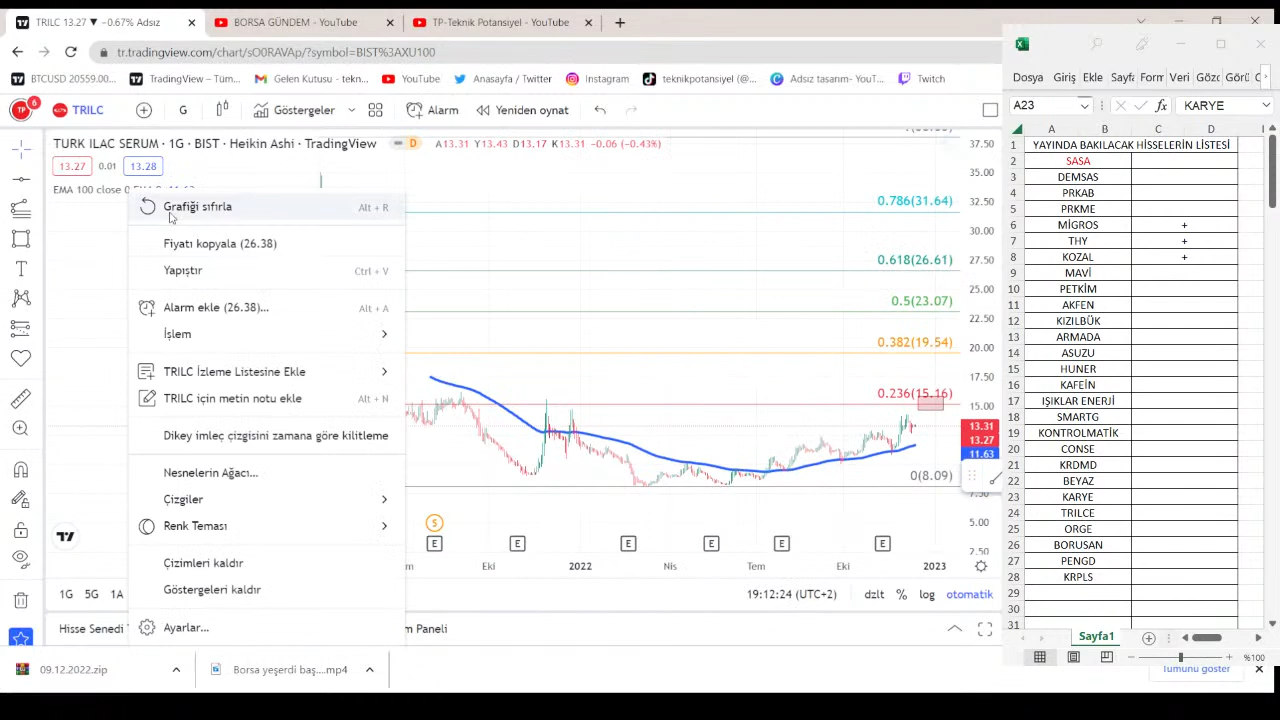 TRILC 13.27 ▼ −0.67% Adsız
BORSA GÜNDEM - YouTube
TP-Teknik Potansiyel - YouTube
tr.tradingview.com/chart/sO0RAVAp/?symbol=BIST%3AXU100
BTCUSD 20559.00...
TradingView – Tüm...
Gelen Kutusu - tekn...
YouTube
Anasayfa / Twitter
Instagram
teknikpotansiyel (@...
Adsız tasarım- YouT...
Twitch
TP
6
TRILC
G
Göstergeler
Alarm
Yeniden oynat
TURK ILAC SERUM · 1G · BIST · Heikin Ashi · TradingView
D
A13.31 Y13.43 D13.17 K13.31 −0.06 (−0.43%)
13.27
0.01
13.28
EMA 100 close 0
Grafiği sıfırla Alt + R
Fiyatı kopyala (26.38)
Yapıştır Ctrl + V
Alarm ekle (26.38)... Alt + A
İşlem
TRILC İzleme Listesine Ekle
TRILC için metin notu ekle Alt + N
Dikey imleç çizgisini zamana göre kilitleme
Nesnelerin Ağacı...
Çizgiler
Renk Teması
Çizimleri kaldır
Göstergeleri kaldır
Ayarlar...
0.786(31.64)
0.618(26.61)
0.5(23.07)
0.382(19.54)
0.236(15.16)
0(8.09)
37.50
35.00
32.50
30.00
27.50
25.00
22.50
20.00
17.50
15.00
13.31
13.27
11.63
7.50
5.00
2.50
S
E
E
E
E
E
E
Eki
2022
Nis
Tem
Eki
2023
1G
5G
1A
19:12:24 (UTC+2)
dzlt
%
log
otomatik
Hisse Senedi
m Paneli
09.12.2022.zip
Borsa yeşerdi baş....mp4
Tümünü göster
Dosya
Giriş
Ekle
Sayfa
Form
Veri
Gözd
Görü
A23
fx
KARYE
A B C D
1 YAYINDA BAKILACAK HİSSELERİN LİSTESİ
2 SASA
3 DEMSAS
4 PRKAB
5 PRKME
6 MİGROS +
7 THY +
8 KOZAL +
9 MAVİ
10 PETKİM
11 AKFEN
12 KIZILBÜK
13 ARMADA
14 ASUZU
15 HUNER
16 KAFEİN
17 IŞIKLAR ENERJİ
18 SMARTG
19 KONTROLMATİK
20 CONSE
21 KRDMD
22 BEYAZ
23 KARYE
24 TRILCE
25 ORGE
26 BORUSAN
27 PENGD
28 KRPLS
29
30
31
Sayfa1
%100